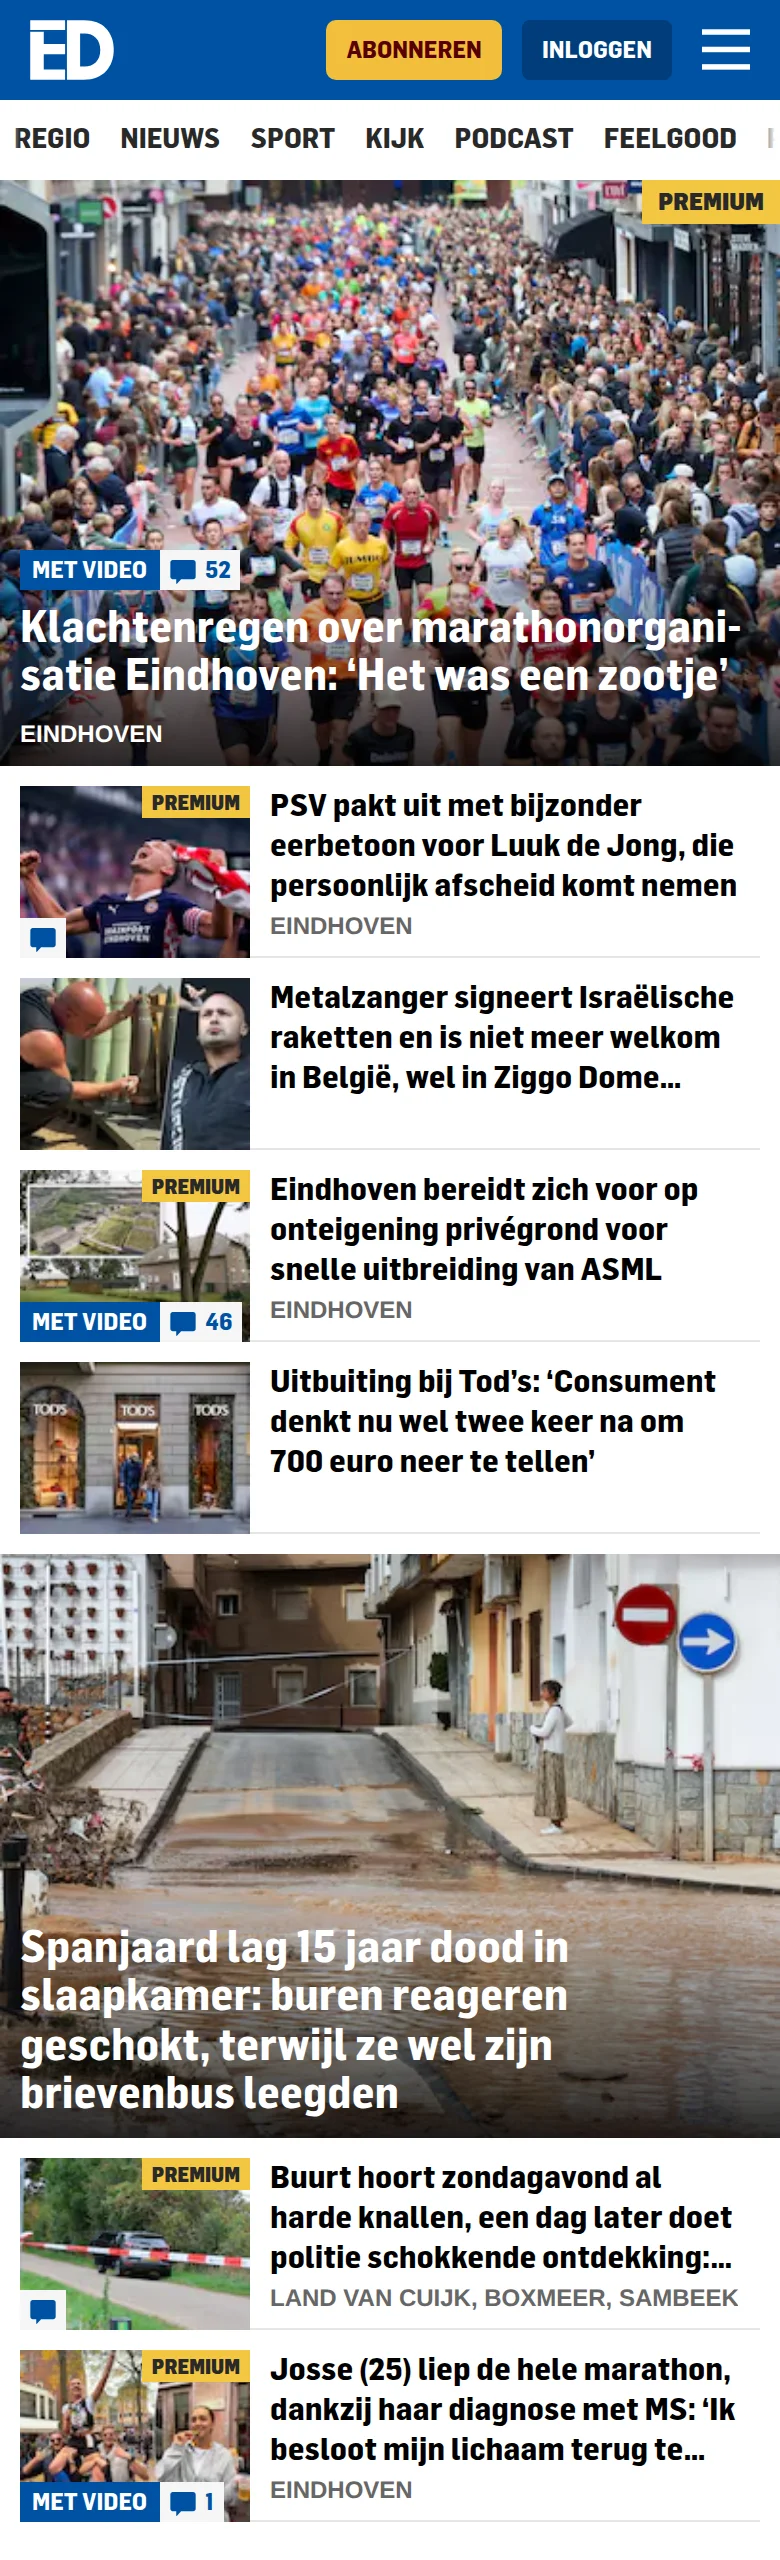 ED
ABONNEREN
INLOGGEN
REGIO NIEUWS SPORT KIJK PODCAST FEELGOOD
PREMIUM
MET VIDEO 52
Klachtenregen over marathonorgani-
satie Eindhoven: ‘Het was een zootje’
EINDHOVEN
PREMIUM
PSV pakt uit met bijzonder
eerbetoon voor Luuk de Jong, die
persoonlijk afscheid komt nemen
EINDHOVEN
Metalzanger signeert Israëlische
raketten en is niet meer welkom
in België, wel in Ziggo Dome...
PREMIUM
MET VIDEO 46
Eindhoven bereidt zich voor op
onteigening privégrond voor
snelle uitbreiding van ASML
EINDHOVEN
TOD'S TOD'S TOD'S
Uitbuiting bij Tod’s: ‘Consument
denkt nu wel twee keer na om
700 euro neer te tellen’
Spanjaard lag 15 jaar dood in
slaapkamer: buren reageren
geschokt, terwijl ze wel zijn
brievenbus leegden
PREMIUM
Buurt hoort zondagavond al
harde knallen, een dag later doet
politie schokkende ontdekking:...
LAND VAN CUIJK, BOXMEER, SAMBEEK
PREMIUM
MET VIDEO 1
Josse (25) liep de hele marathon,
dankzij haar diagnose met MS: ‘Ik
besloot mijn lichaam terug te...
EINDHOVEN